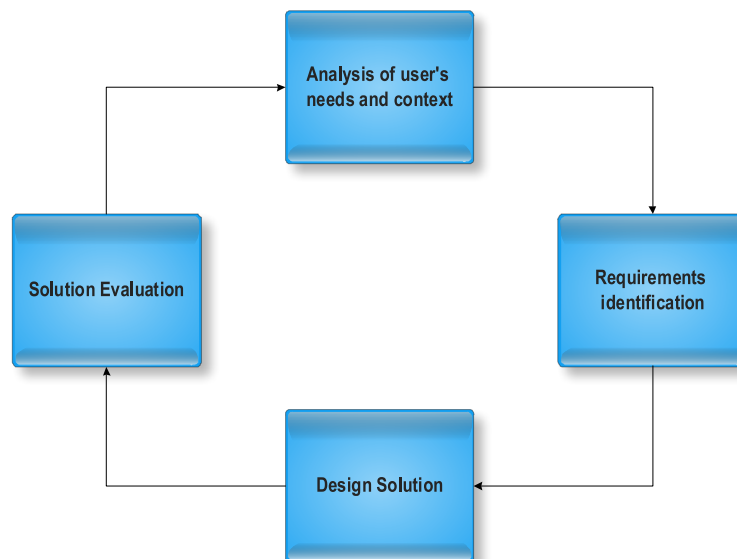 Analysis of user's
needs and context
Requirements
identification
Solution Evaluation
Design Solution